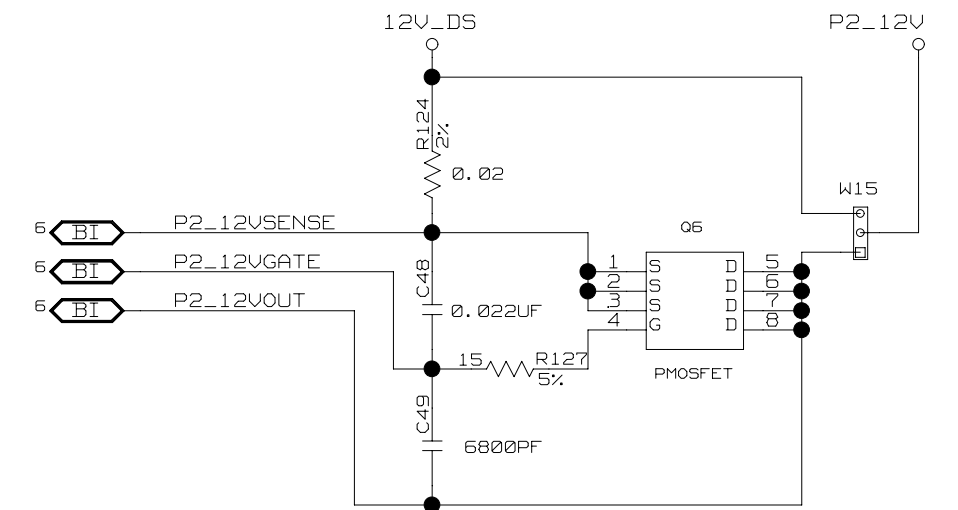 12V_DS
P2_12V
R124
2%
0.02
W15
6 BI P2_12VSENSE
Q6
6 BI P2_12VGATE
C48
1 S D 5
2 S D 6
6 BI P2_12VOUT
0.022UF
3 S D 7
4 G D 8
15 R127
5%
PMOSFET
C49
6800PF